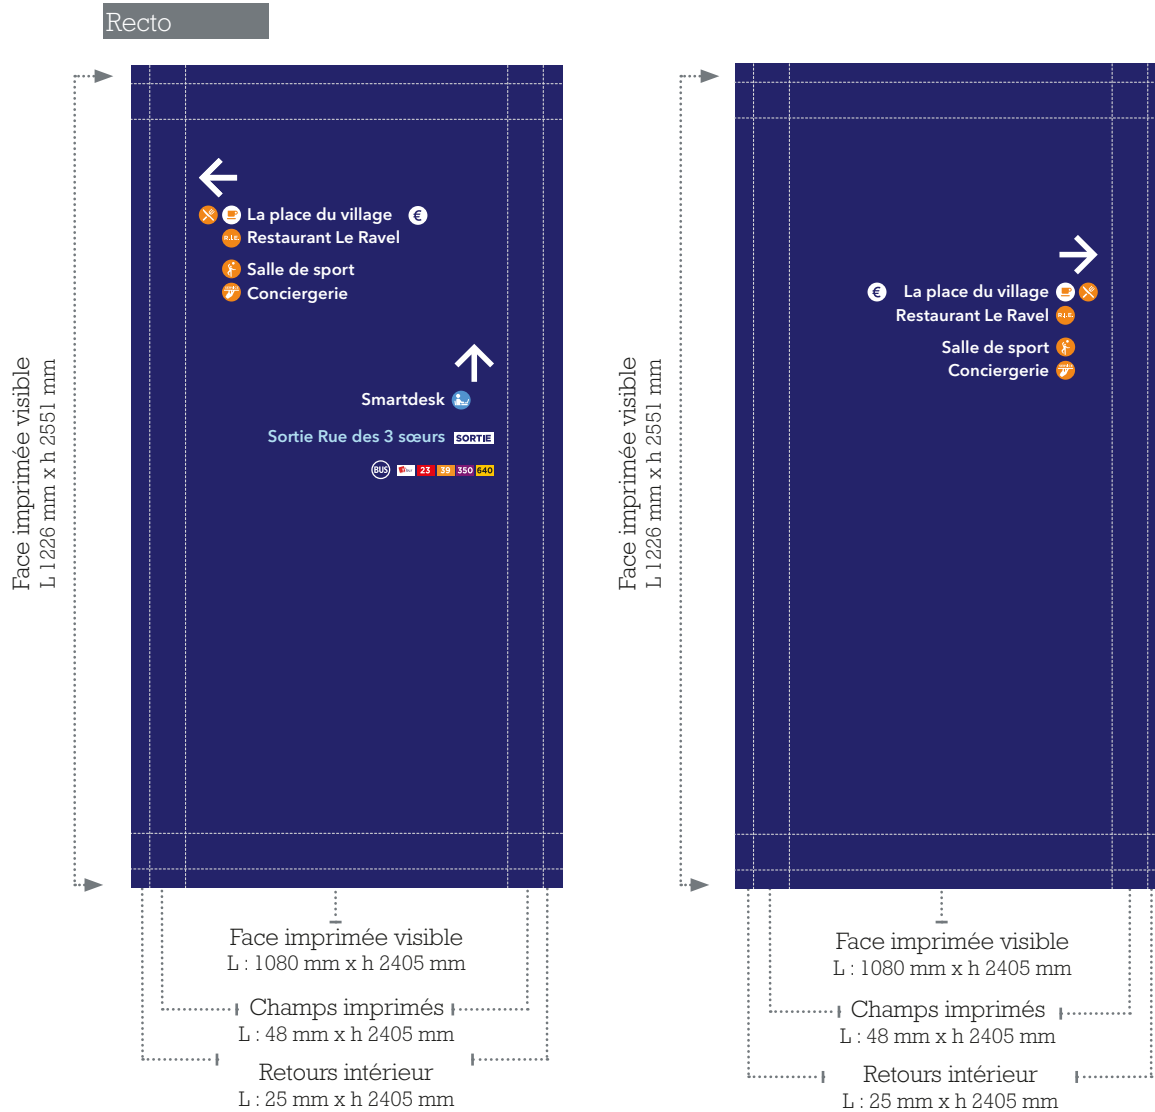 Recto
Face imprimée visible
L 1226 mm x h 2551 mm
La place du village €
R.I.E. Restaurant Le Ravel
Salle de sport
Conciergerie
Smartdesk
Sortie Rue des 3 sœurs SORTIE
BUS 23 39 350 640
Face imprimée visible
L : 1080 mm x h 2405 mm
Champs imprimés
L : 48 mm x h 2405 mm
Retours intérieur
L : 25 mm x h 2405 mm
Face imprimée visible
L 1226 mm x h 2551 mm
€ La place du village
Restaurant Le Ravel R.I.E.
Salle de sport
Conciergerie
Face imprimée visible
L : 1080 mm x h 2405 mm
Champs imprimés
L : 48 mm x h 2405 mm
Retours intérieur
L : 25 mm x h 2405 mm